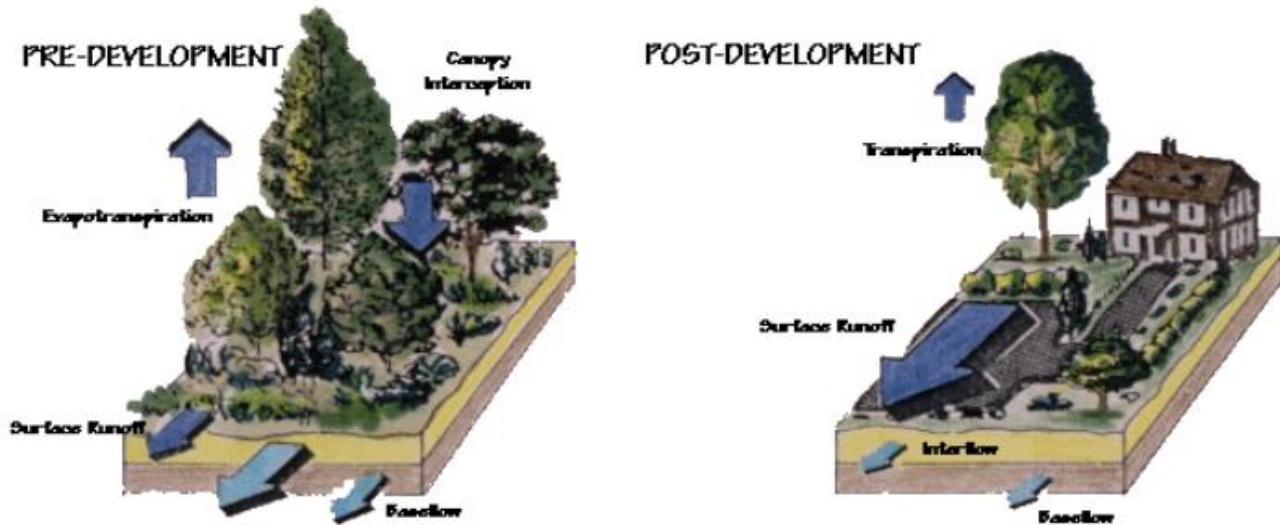 PRE-DEVELOPMENT
Canopy
Interception
Evapotranspiration
Surface Runoff
Baseflow
POST-DEVELOPMENT
Transpiration
Surface Runoff
Interflow
Baseflow